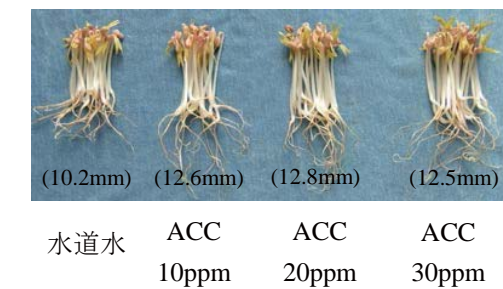 (10.2mm) (12.6mm) (12.8mm) (12.5mm)
水道水 ACC ACC ACC
10ppm 20ppm 30ppm